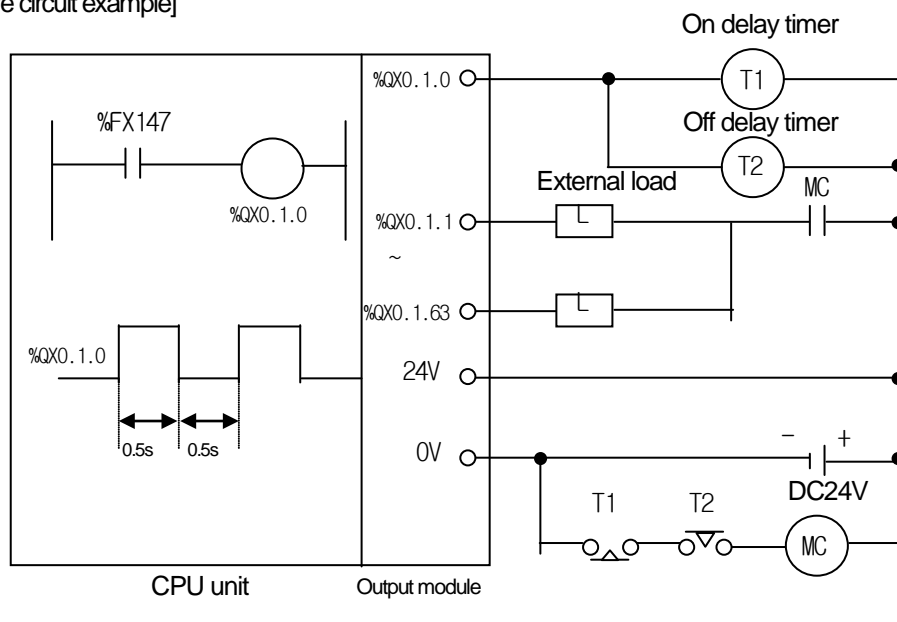 e circuit example]
On delay timer
%QX0.1.0
T1
%FX147
Off delay timer
T2
External load
MC
%QX0.1.0
%QX0.1.1
L
~
%QX0.1.63
L
%QX0.1.0
24V
0.5s 0.5s
0V
- +
DC24V
T1 T2
MC
CPU unit
Output module